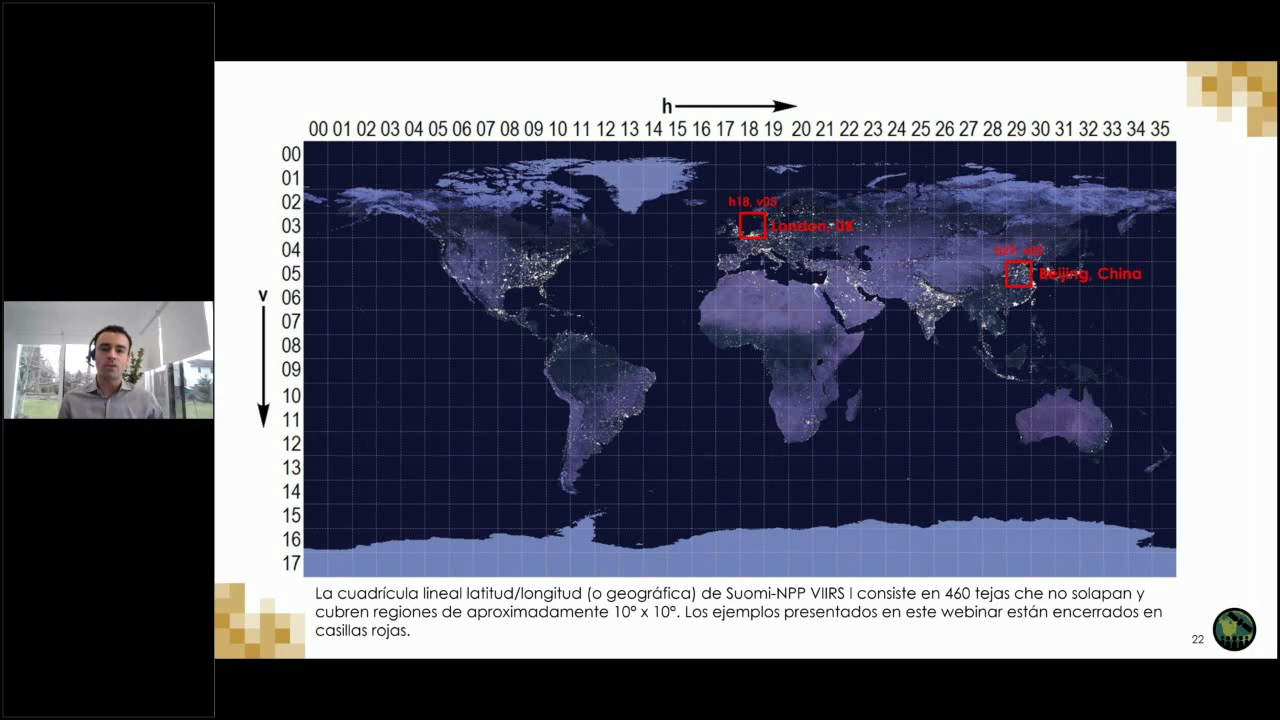 h
00 01 02 03 04 05 06 07 08 09 10 11 12 13 14 15 16 17 18 19 20 21 22 23 24 25 26 27 28 29 30 31 32 33 34 35
v
00
01
02
03
04
05
06
07
08
09
10
11
12
13
14
15
16
17
h18, v03
London, UK
Beijing, China
La cuadrícula lineal latitud/longitud (o geográfica) de Suomi-NPP VIIRS l consiste en 460 tejas che no solapan y
cubren regiones de aproximadamente 10° x 10°. Los ejemplos presentados en este webinar están encerrados en
casillas rojas.
22